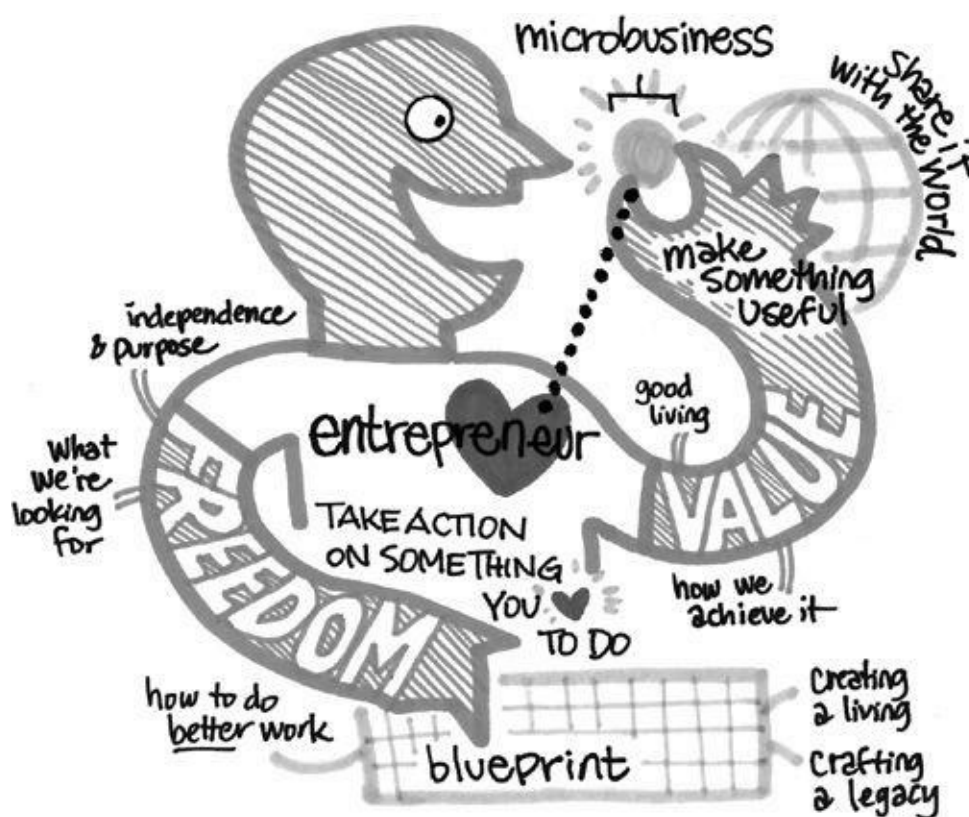 microbusiness
share it
with the world
make
something
useful
independence
& purpose
good
living
entrepreneur
What
we're
looking
for
FREEDOM
VALUE
TAKE ACTION
ON SOMETHING
YOU ♥
TO DO
how we
achieve it
how to do
better work
blueprint
creating
a living
crafting
a legacy